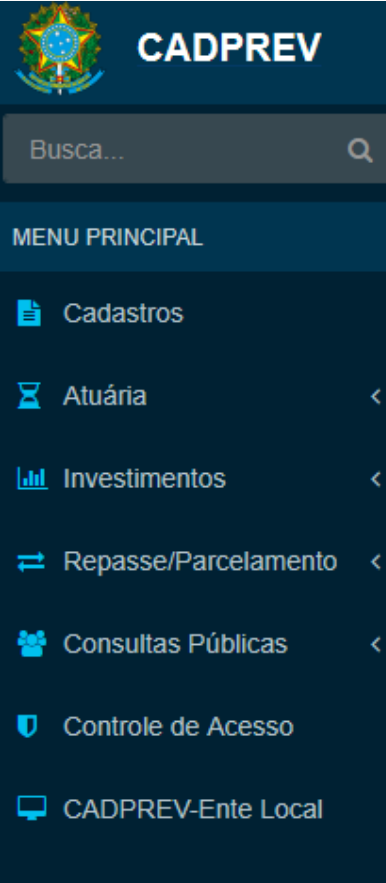 CADPREV
Busca...
MENU PRINCIPAL
Cadastros
Atuária
Investimentos
Repasse/Parcelamento
Consultas Públicas
Controle de Acesso
CADPREV-Ente Local